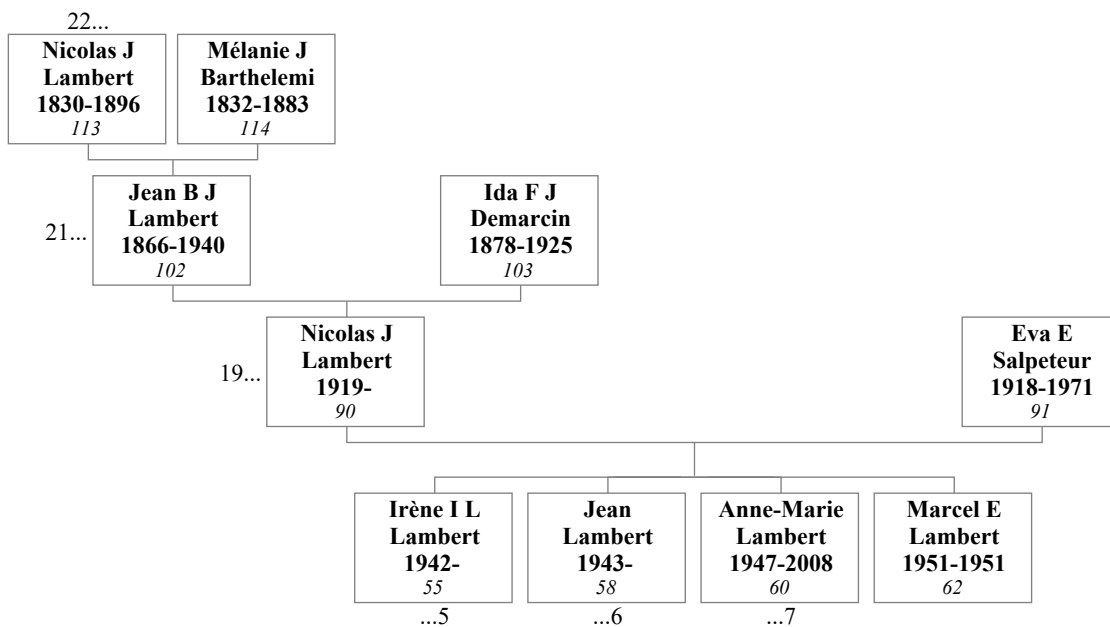 22...
Nicolas J
Lambert
1830-1896
113
Mélanie J
Barthelemi
1832-1883
114
21...
Jean B J
Lambert
1866-1940
102
Ida F J
Demarcin
1878-1925
103
19...
Nicolas J
Lambert
1919-
90
Eva E
Salpeteur
1918-1971
91
Irène I L
Lambert
1942-
55
...5
Jean
Lambert
1943-
58
...6
Anne-Marie
Lambert
1947-2008
60
...7
Marcel E
Lambert
1951-1951
62